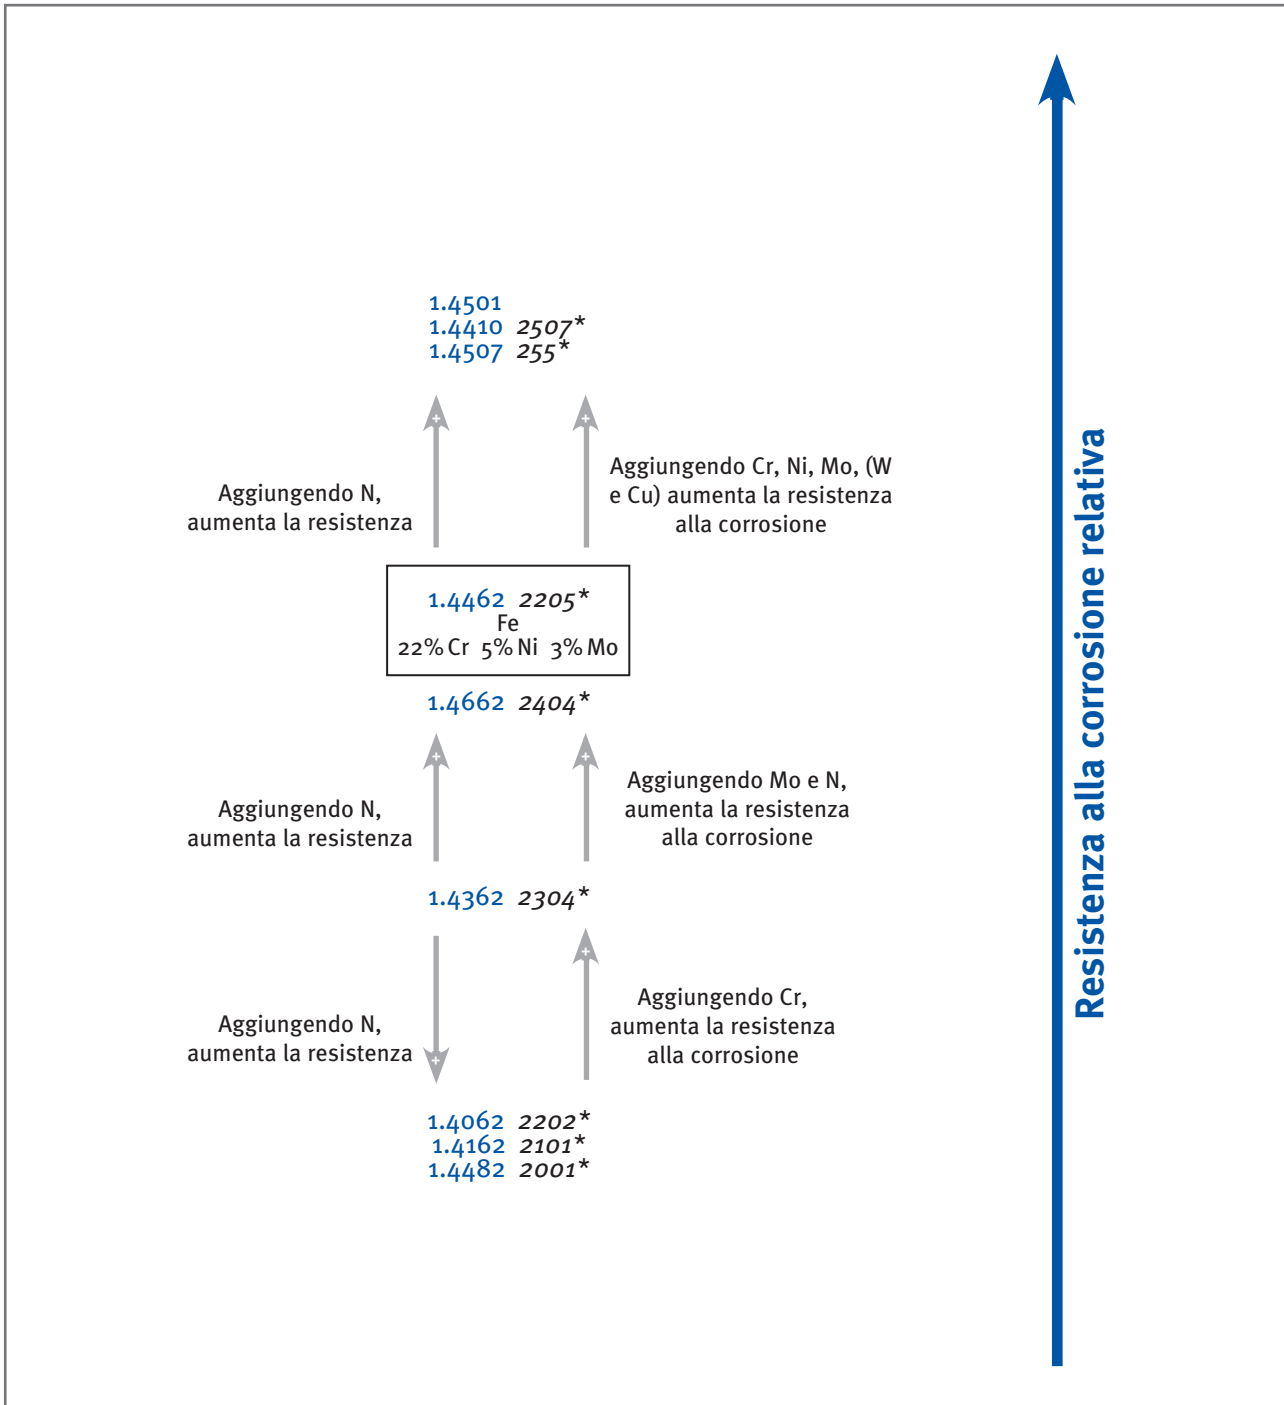 1.4501
1.4410 2507*
1.4507 255*
Aggiungendo N,
aumenta la resistenza
Aggiungendo Cr, Ni, Mo, (W
e Cu) aumenta la resistenza
alla corrosione
1.4462 2205*
Fe
22% Cr 5% Ni 3% Mo
1.4662 2404*
Aggiungendo N,
aumenta la resistenza
Aggiungendo Mo e N,
aumenta la resistenza
alla corrosione
1.4362 2304*
Aggiungendo N,
aumenta la resistenza
Aggiungendo Cr,
aumenta la resistenza
alla corrosione
1.4062 2202*
1.4162 2101*
1.4482 2001*
Resistenza alla corrosione relativa